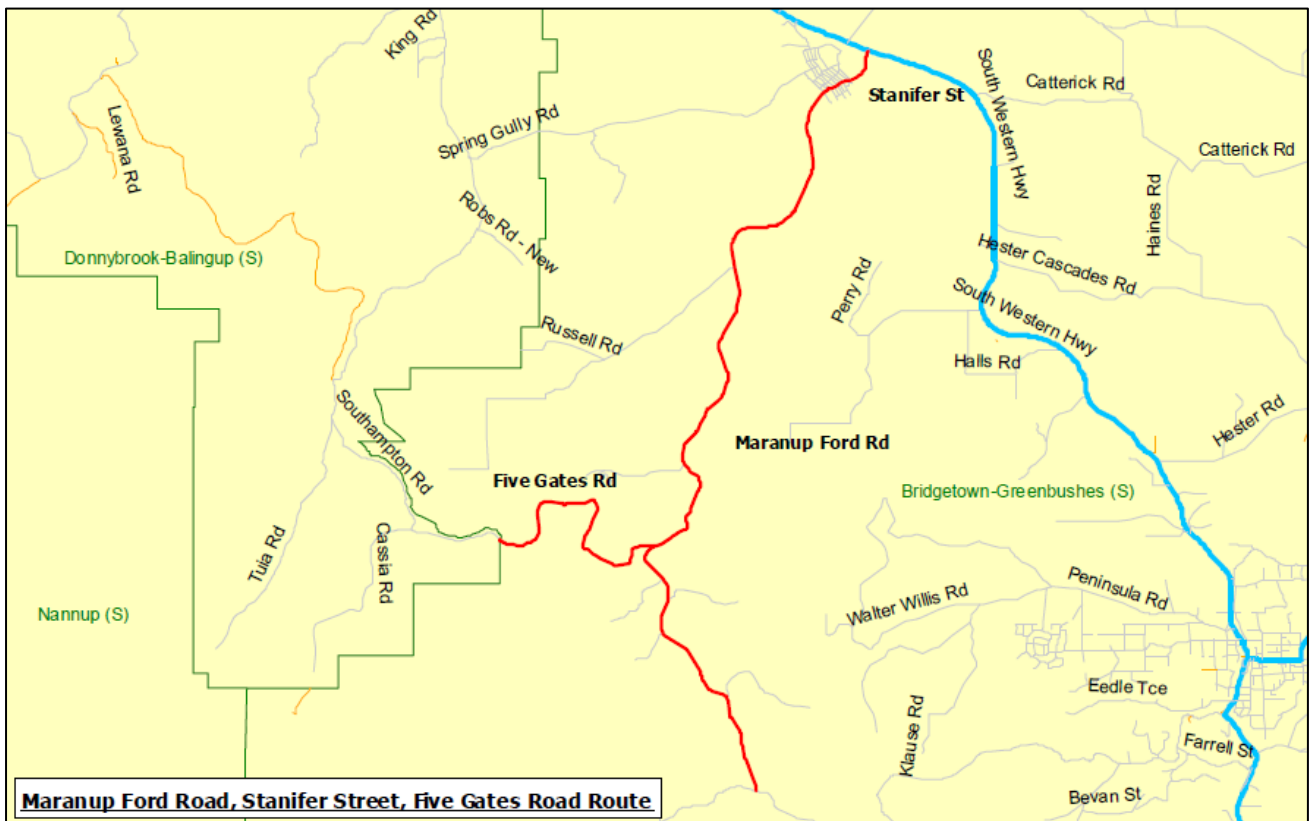 King Rd
Stanifer St
Catterick Rd
South Western Hwy
Lewana Rd
Spring Gully Rd
Catterick Rd
Haines Rd
Robs Rd - New
Donnybrook-Balingup (S)
Hester Cascades Rd
Perry Rd
South Western Hwy
Russell Rd
Halls Rd
Southampton Rd
Hester Rd
Maranup Ford Rd
Five Gates Rd
Bridgetown-Greenbushes (S)
Tuia Rd
Cassia Rd
Peninsula Rd
Walter Willis Rd
Nannup (S)
Eedle Tce
Klause Rd
Farrell St
Bevan St
Maranup Ford Road, Stanifer Street, Five Gates Road Route